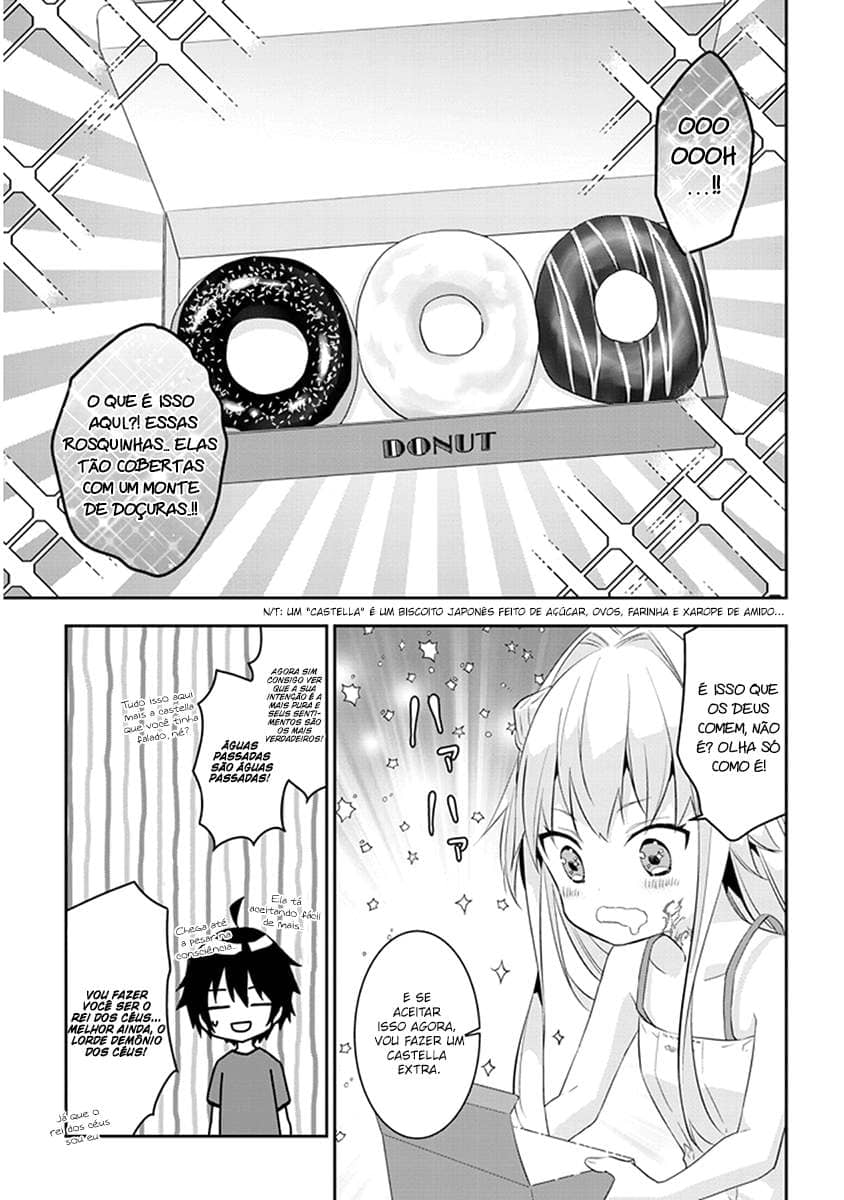 OOO
OOOH
...!!
O QUE É ISSO
AQUI?! ESSAS
ROSQUINHAS... ELAS
TÃO COBERTAS
COM UM MONTE
DE DOÇURAS..!!
DONUT
N/T: UM "CASTELLA" É UM BISCOITO JAPONÊS FEITO DE AÇÚCAR, OVOS, FARINHA E XAROPE DE AMIDO...
É ISSO QUE
OS DEUS
COMEM, NÃO
É? OLHA SÓ
COMO É!
ハァハァ
E SE
ACEITAR
ISSO AGORA,
VOU FAZER UM
CASTELLA
EXTRA.
AGORA SIM
CONSIGO VER
QUE A SUA
INTENÇÃO É
A MAIS PURA E
SEUS SENTI-
MENTOS SÃO
OS MAIS
VERDADEIROS!
ÁGUAS
PASSADAS
SÃO ÁGUAS
PASSADAS!
Tudo isso aqui
mais a castella
que você tinha
falado, né?
Ela tá
aceitando fácil
de mais...
Chega até
a pesar na
consciência...
VOU FAZER
VOCÊ SER O
REI DOS CÉUS...
MELHOR AINDA, O
LORDE DEMÔNIO
DOS CÉUS!
Já que o
rei dos céus
sou eu